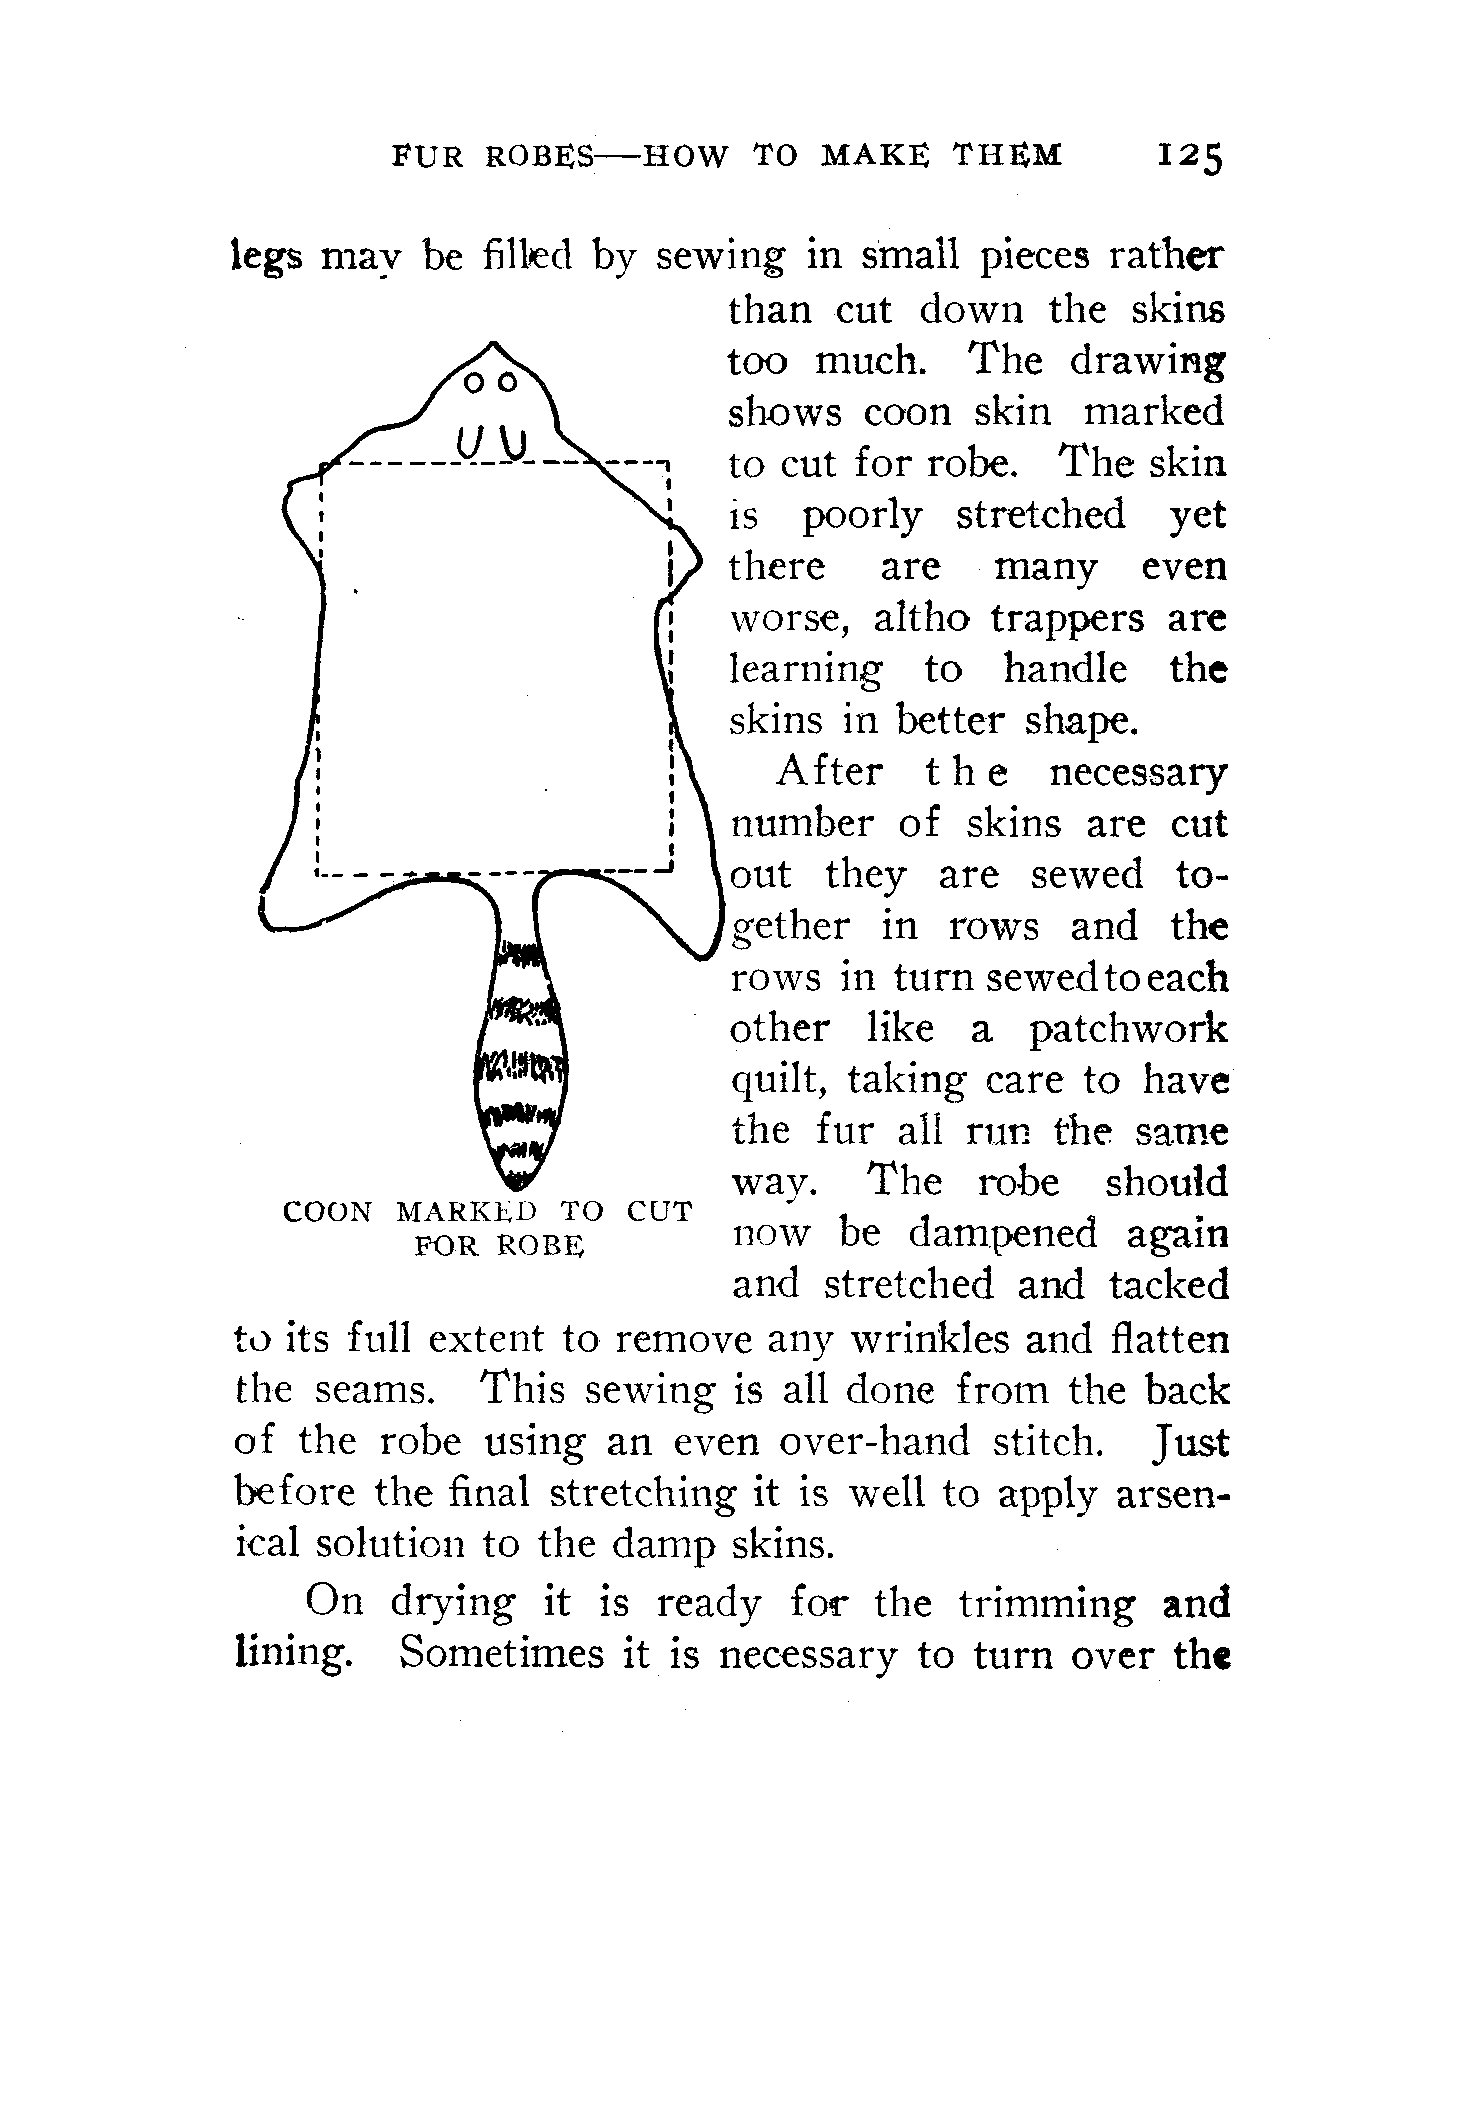 FUR ROBES—HOW TO MAKE THEM 125
legs may be filled by sewing in small pieces rather
than cut down the skins
too much. The drawing
shows coon skin marked
to cut for robe. The skin
is poorly stretched yet
there are many even
worse, altho trappers are
learning to handle the
skins in better shape.
After the necessary
number of skins are cut
out they are sewed to-
gether in rows and the
rows in turn sewed to each
other like a patchwork
quilt, taking care to have
the fur all run the same
way. The robe should
now be dampened again
and stretched and tacked
COON MARKED TO CUT
FOR ROBE
to its full extent to remove any wrinkles and flatten
the seams. This sewing is all done from the back
of the robe using an even over-hand stitch. Just
before the final stretching it is well to apply arsen-
ical solution to the damp skins.
On drying it is ready for the trimming and
lining. Sometimes it is necessary to turn over the